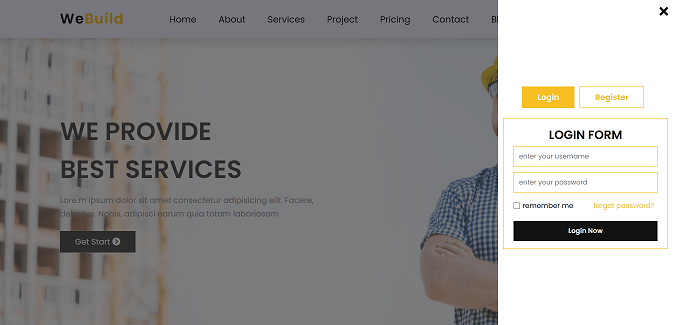 WeBuild
Home About Services Project Pricing Contact Bl
WE PROVIDE
BEST SERVICES
Lorem ipsum dolor sit amet consectetur adipisicing elit. Facere,
Nobis, adipisci earum quia totam laboriosam
Get Start
Login Register
LOGIN FORM
enter your username
enter your password
remember me forgot password?
Login Now